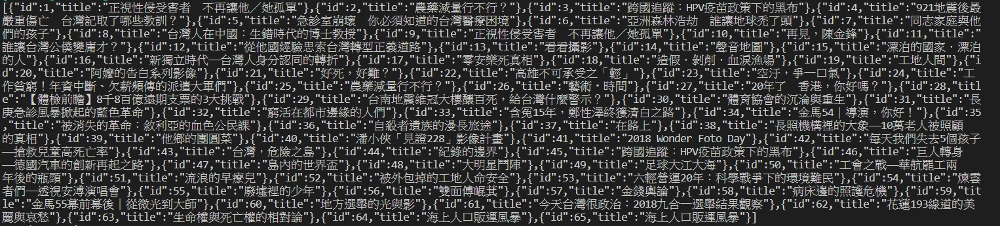 [{"id":1,"title":"正視性侵受害者　不再讓他／她孤單"},{"id":2,"title":"農藥減量行不行？"},{"id":3,"title":"跨國追蹤：HPV疫苗政策下的黑布"},{"id":4,"title":"921地震後最
嚴重傷亡　台灣記取了哪些教訓？"},{"id":5,"title":"急診室崩壞　你必須知道的台灣醫療困境"},{"id":6,"title":"亞洲森林浩劫　誰讓地球禿了頭"},{"id":7,"title":"同志家庭與他
們的孩子"},{"id":8,"title":"台灣人在中國：生錯時代的博士教授"},{"id":9,"title":"正視性侵受害者　不再讓他／她孤單"},{"id":10,"title":"再見，陳金鋒"},{"id":11,"title":"
誰讓台灣公僕變庸才？"},{"id":12,"title":"從他國經驗思索台灣轉型正義道路"},{"id":13,"title":"看看攝影"},{"id":14,"title":"聲音地圖"},{"id":15,"title":"漂泊的國家．漂泊
的人"},{"id":16,"title":"新獨立時代—台灣人身分認同的轉折"},{"id":17,"title":"零安樂死真相"},{"id":18,"title":"造假．剝削．血淚漁場"},{"id":19,"title":"工地人間"},{"i
d":20,"title":"阿嬤的告白系列影像"},{"id":21,"title":"好死，好難？"},{"id":22,"title":"高雄不可承受之「輕」"},{"id":23,"title":"空汙，爭一口氣"},{"id":24,"title":"工
作貧窮！年資中斷、欠薪頻傳的派遣大軍們"},{"id":25,"title":"農藥減量行不行？"},{"id":26,"title":"藝術．時間"},{"id":27,"title":"20年了　香港，你好嗎？"},{"id":28,"titl
e":"【體檢前瞻】8千8百億遠期支票的3大挑戰"},{"id":29,"title":"台南地震維冠大樓釀百死，給台灣什麼警示？"},{"id":30,"title":"體育協會的沉淪與重生"},{"id":31,"title":"長
庚急診風暴掀起的藍色革命"},{"id":32,"title":"窮活在都市邊緣的人們"},{"id":33,"title":"含冤15年，鄭性澤終獲清白之路"},{"id":34,"title":"金馬54｜導演，你好！"},{"id":35
,"title":"被消失的革命：敘利亞的血色公民課"},{"id":36,"title":"自殺者遺族的漫長旅途"},{"id":37,"title":"在路上"},{"id":38,"title":"長照機構裡的大象—10萬老人被照顧
的真相"},{"id":39,"title":"他鄉的團圓菜"},{"id":40,"title":"潘小俠「見證228」影像計畫"},{"id":41,"title":"2018 Wonder Foto Day"},{"id":42,"title":"每天我們失去5個孩子
—搶救兒童高死亡率"},{"id":43,"title":"台灣，危險之島"},{"id":44,"title":"紀錄的邊界"},{"id":45,"title":"跨國追蹤：HPV疫苗政策下的黑布"},{"id":46,"title":"巨人轉身
—德國汽車的創新再起之路"},{"id":47,"title":"島內的世界盃"},{"id":48,"title":"大明星鬥陣"},{"id":49,"title":"足球大江大海"},{"id":50,"title":"工會之戰—華航罷工兩
年後的瓶頸"},{"id":51,"title":"流浪的早療兒"},{"id":52,"title":"被外包掉的工地人命安全"},{"id":53,"title":"六輕營運20年：科學戰爭下的環境難民"},{"id":54,"title":"煉雲
者們—透視安溥演唱會"},{"id":55,"title":"廢墟裡的少年"},{"id":56,"title":"雙面傅崐萁"},{"id":57,"title":"金錢輿論"},{"id":58,"title":"病床邊的照護危機"},{"id":59,"tit
le":"金馬55幕前幕後｜從微光到大師"},{"id":60,"title":"地方選舉的光與影"},{"id":61,"title":"今天台灣很政治：2018九合一選舉結果觀察"},{"id":62,"title":"花蓮193線道的美
麗與哀愁"},{"id":63,"title":"生命權與死亡權的相對論"},{"id":64,"title":"海上人口販運風暴"},{"id":65,"title":"海上人口販運風暴"}]